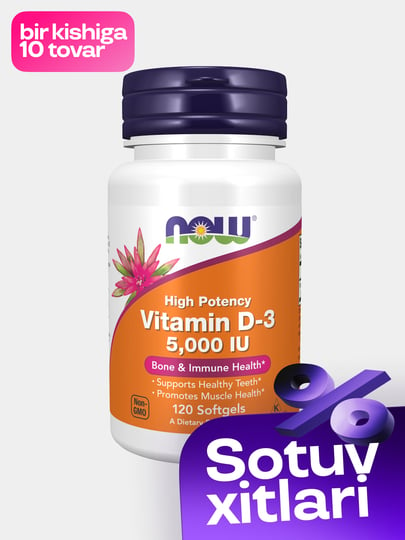 bir kishiga
10 tovar
NOW®
High Potency
Vitamin D-3
5,000 IU
Bone & Immune Health*
• Supports Healthy Teeth*
• Promotes Muscle Health*
Non-
GMO
120 Softgels
A Dietary
Sotuv
xitlari